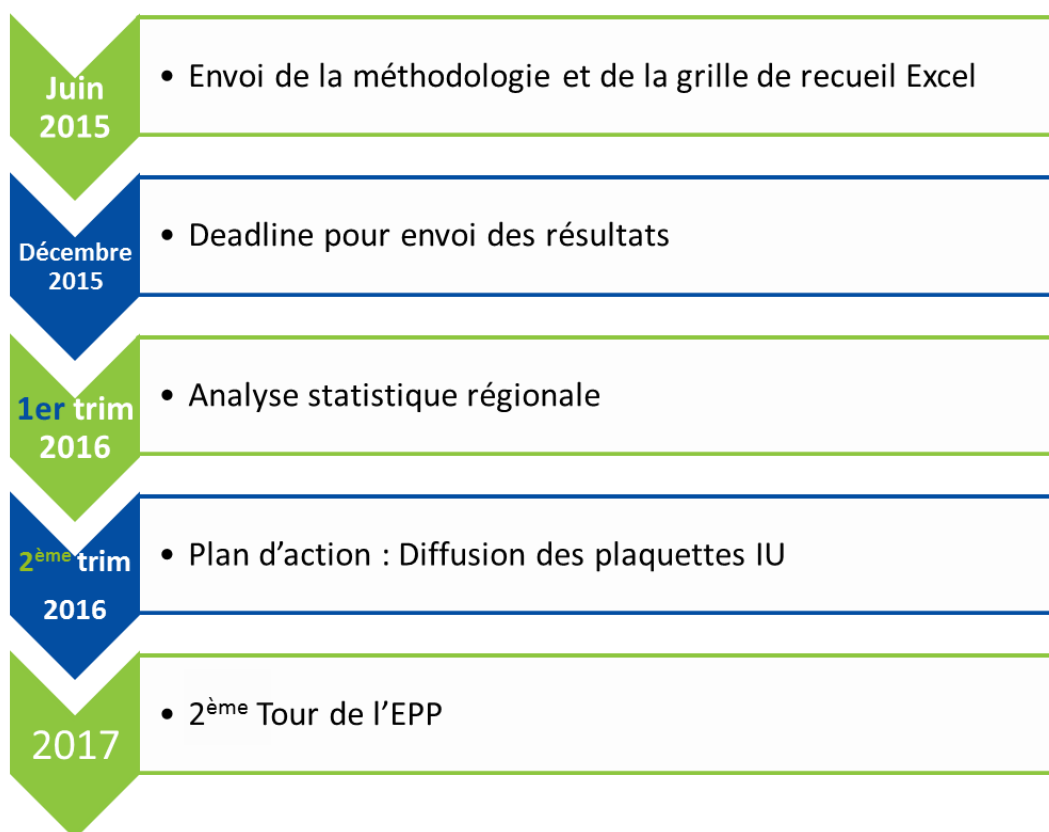 Juin
2015
• Envoi de la méthodologie et de la grille de recueil Excel
Décembre
2015
• Deadline pour envoi des résultats
1er trim
2016
• Analyse statistique régionale
2ème trim
2016
• Plan d’action : Diffusion des plaquettes IU
2017
• 2ème Tour de l’EPP